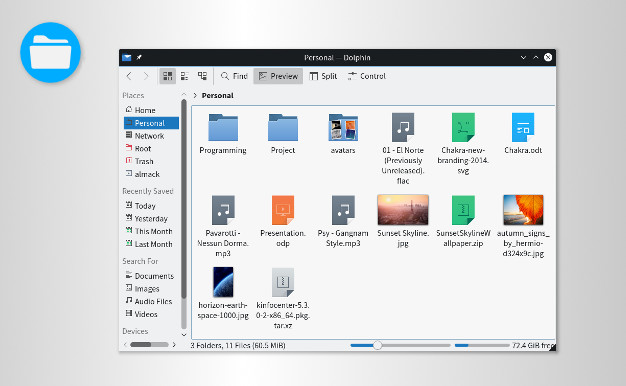 Personal — Dolphin
Find
Preview
Split
Control
Places
Home
Personal
Network
Root
Trash
almack
Recently Saved
Today
Yesterday
This Month
Last Month
Search For
Documents
Images
Audio Files
Videos
Devices
> Personal
Programming
Project
avatars
01 - El Norte
(Previously
Unreleased).
flac
Chakra-new-
branding-2014.
svg
Chakra.odt
Pavarotti -
Nessun Dorma.
mp3
Presentation.
odp
Psy - Gangnam
Style.mp3
Sunset Skyline.
jpg
SunsetSkylineW
allpaper.zip
autumn_signs_
by_hermio-
d324x9c.jpg
horizon-earth-
space-1000.jpg
kinfocenter-5.3.
0-2-x86_64.pkg.
tar.xz
3 Folders, 11 Files (60.5 MiB)
72.4 GiB free